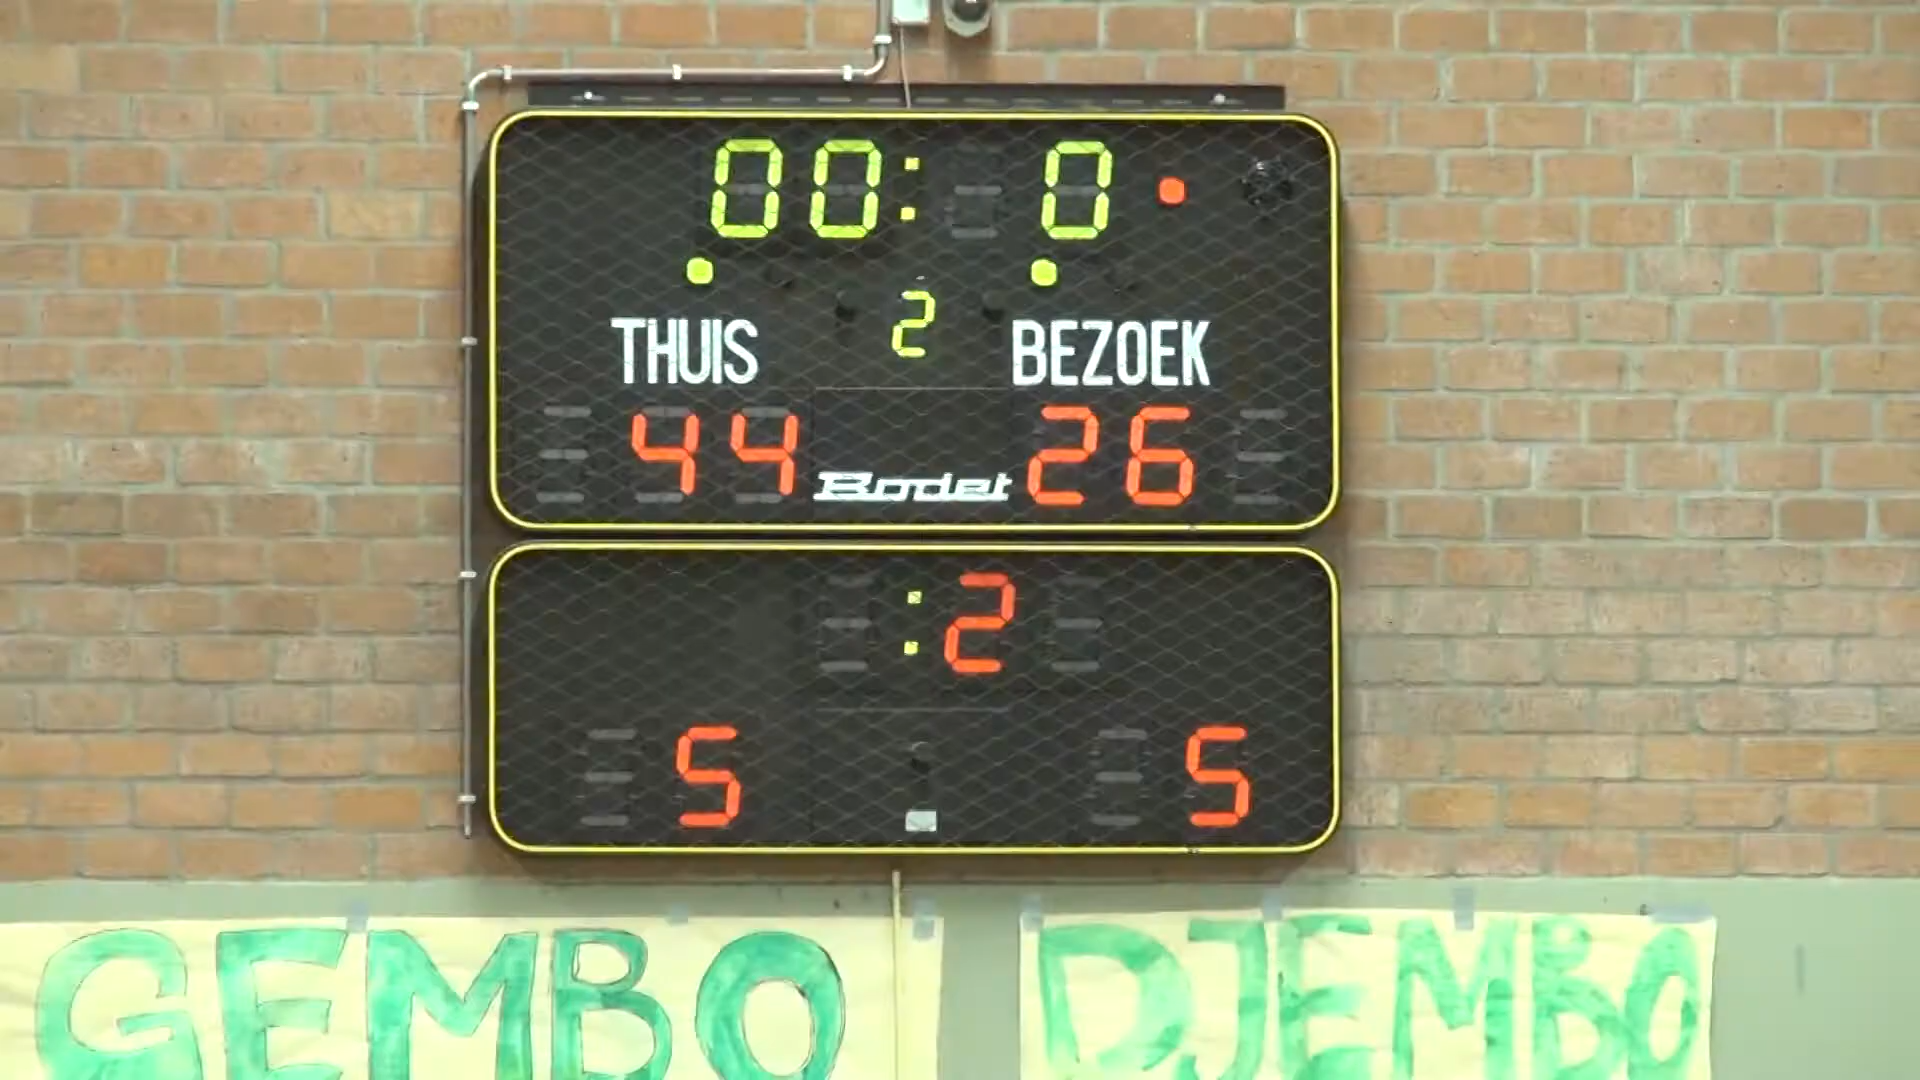 00: 0
2
THUIS BEZOEK
44 Bodet 26
: 2
5 5
GEMBO DJEMBO